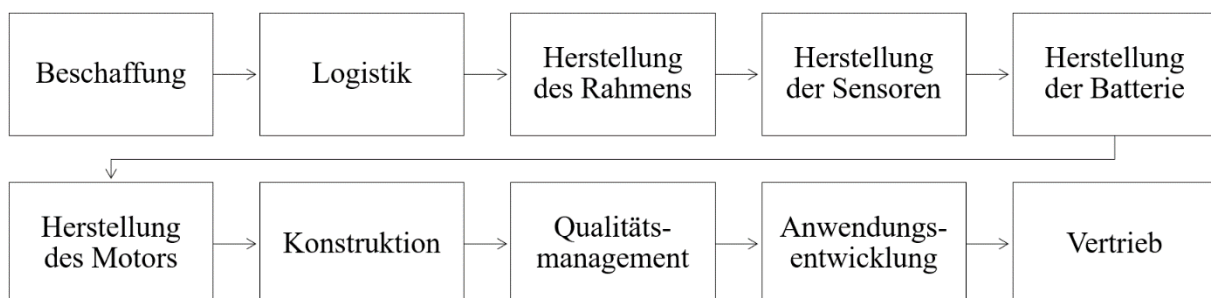 Beschaffung
Logistik
Herstellung
des Rahmens
Herstellung
der Sensoren
Herstellung
der Batterie
Herstellung
des Motors
Konstruktion
Qualitäts-
management
Anwendungs-
entwicklung
Vertrieb